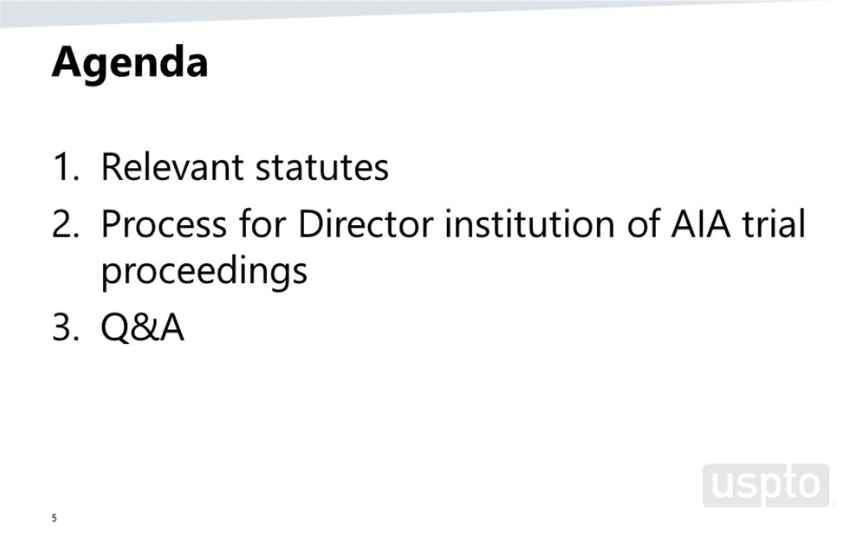 Agenda
1. Relevant statutes
2. Process for Director institution of AIA trial
proceedings
3. Q&A
uspto
5